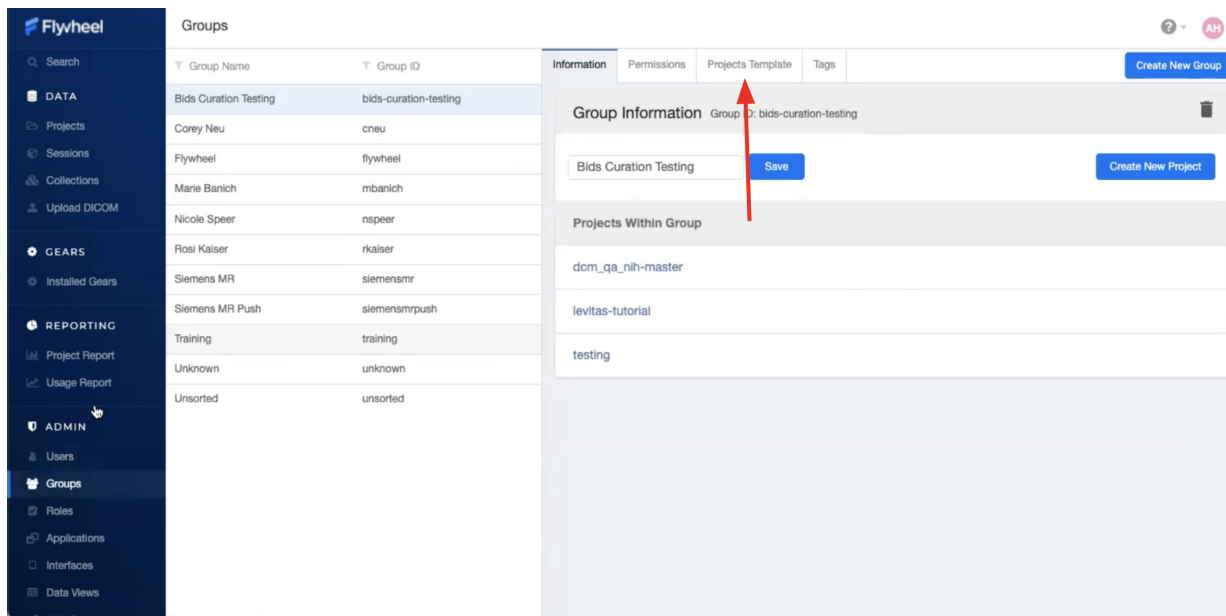 Flywheel
Groups
AH
Search
DATA
Projects
Sessions
Collections
Upload DICOM
GEARS
Installed Gears
REPORTING
Project Report
Usage Report
ADMIN
Users
Groups
Roles
Applications
Interfaces
Data Views
Group Name Group ID
Bids Curation Testing bids-curation-testing
Corey Neu cneu
Flywheel flywheel
Marie Banich mbanich
Nicole Speer nspeer
Rosi Kaiser rkaiser
Siemens MR siemensmr
Siemens MR Push siemensmrpush
Training training
Unknown unknown
Unsorted unsorted
Information Permissions Projects Template Tags
Create New Group
Group Information Group ID: bids-curation-testing
Bids Curation Testing Save Create New Project
Projects Within Group
dcm_qa_nih-master
levitas-tutorial
testing